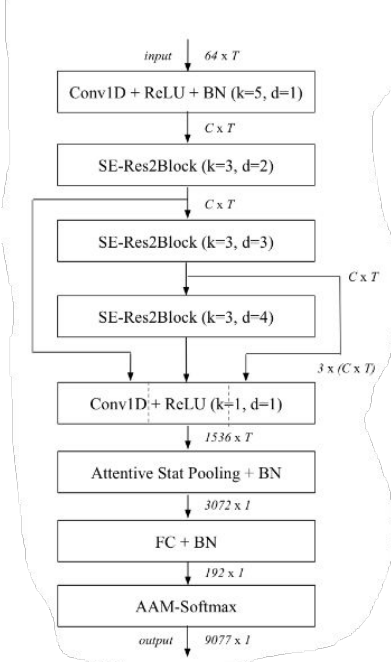 input 64 x T
Conv1D + ReLU + BN (k=5, d=1)
C x T
SE-Res2Block (k=3, d=2)
C x T
SE-Res2Block (k=3, d=3)
C x T
SE-Res2Block (k=3, d=4)
3 x (C x T)
Conv1D + ReLU (k=1, d=1)
1536 x T
Attentive Stat Pooling + BN
3072 x 1
FC + BN
192 x 1
AAM-Softmax
output 9077 x 1